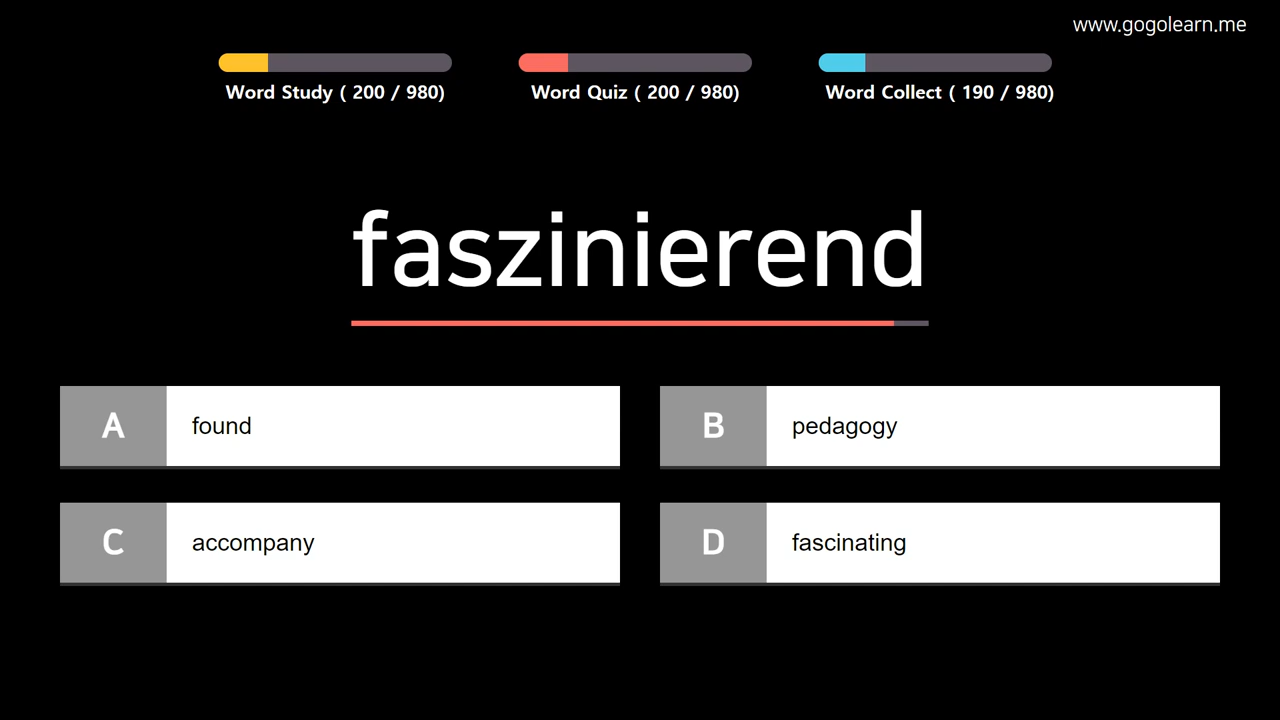 www.gogolearn.me
Word Study ( 200 / 980)
Word Quiz ( 200 / 980)
Word Collect ( 190 / 980)
faszinierend
A found
B pedagogy
C accompany
D fascinating